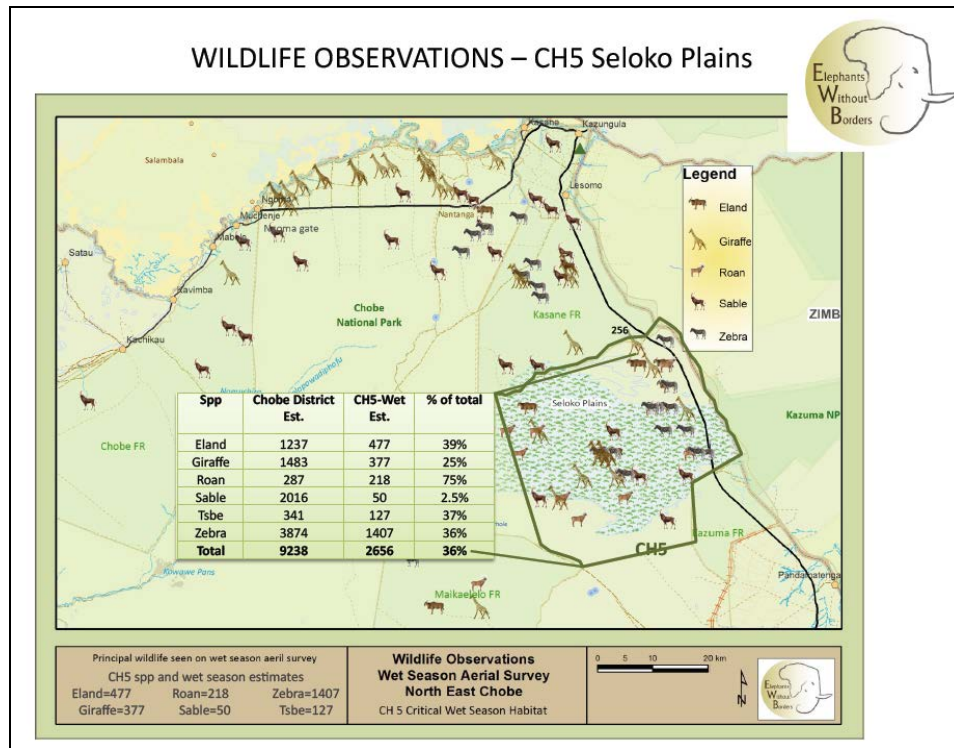 WILDLIFE OBSERVATIONS – CH5 Seloko Plains
Elephants
Without
Borders
Kasane
Kazungula
Salambala
Lesomo
Legend
Eland
Giraffe
Roan
Sable
Zebra
Ngoma
Muchenje
Ngoma gate
Mabele
Nantanga
Satau
Kavimba
Chobe
National Park
Kasane FR
256
ZIMB
Kachikau
Seloko Plains
Kazuma NP
Chobe FR
Spp Chobe District Est. CH5-Wet Est. % of total
Eland 1237 477 39%
Giraffe 1483 377 25%
Roan 287 218 75%
Sable 2016 50 2.5%
Tsbe 341 127 37%
Zebra 3874 1407 36%
Total 9238 2656 36%
CH5
Kazuma FR
Pandamatenga
Maikaelelo FR
Principal wildlife seen on wet season aeril survey
CH5 spp and wet season estimates
Eland=477 Roan=218 Zebra=1407
Giraffe=377 Sable=50 Tsbe=127
Wildlife Observations
Wet Season Aerial Survey
North East Chobe
CH 5 Critical Wet Season Habitat
0 5 10 20 km
N
Elephants
Without
Borders